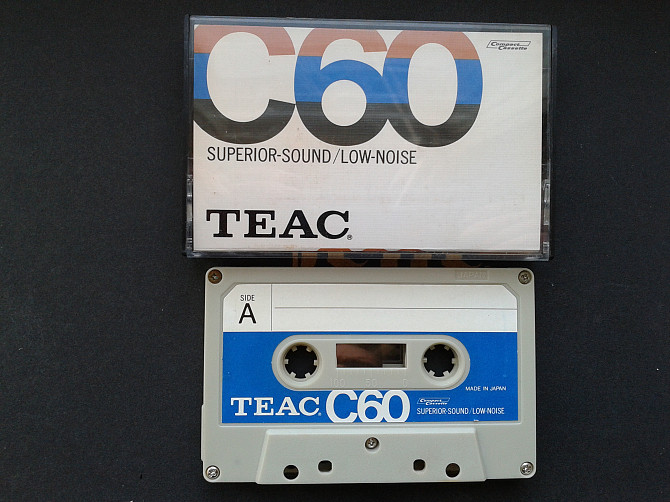 C60
Compact
Cassette
SUPERIOR-SOUND/LOW-NOISE
TEAC®
SIDE
A
MADE IN JAPAN
TEAC® C60
Compact
Cassette
SUPERIOR-SOUND/LOW-NOISE